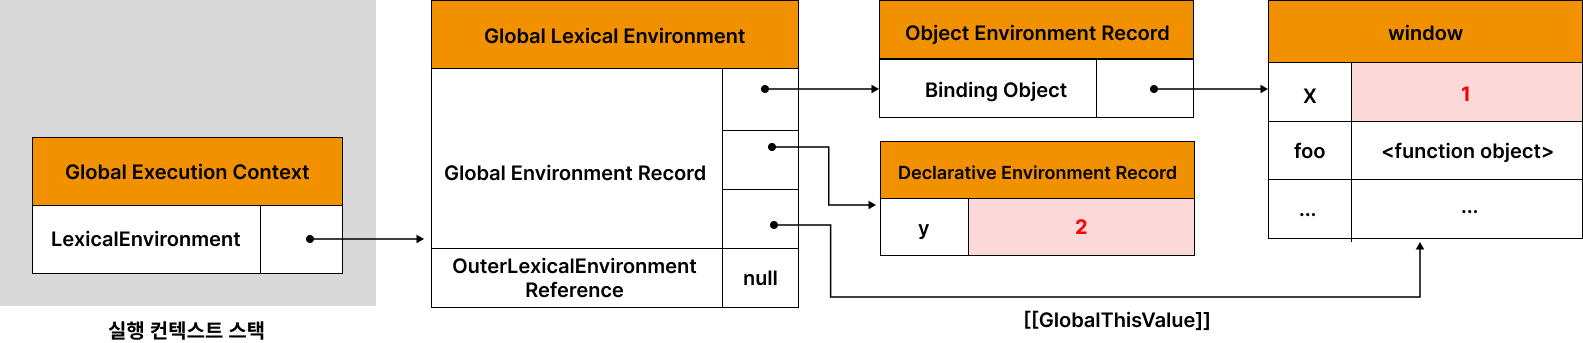 Global Execution Context
LexicalEnvironment
실행 컨텍스트 스택
Global Lexical Environment
Global Environment Record
OuterLexicalEnvironment
Reference
null
Object Environment Record
Binding Object
Declarative Environment Record
y
2
window
X
1
foo
<function object>
...
...
[[GlobalThisValue]]